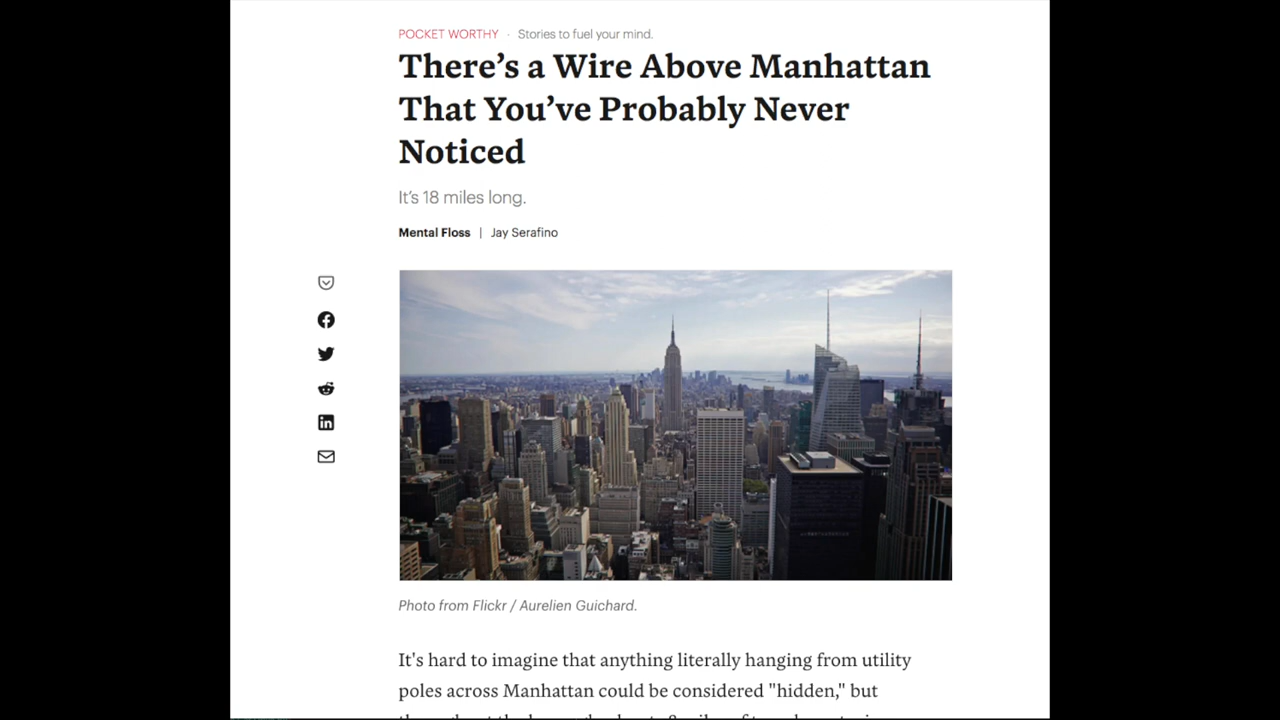 POCKET WORTHY · Stories to fuel your mind.
There’s a Wire Above Manhattan
That You’ve Probably Never
Noticed
It’s 18 miles long.
Mental Floss | Jay Serafino
Photo from Flickr / Aurelien Guichard.
It's hard to imagine that anything literally hanging from utility
poles across Manhattan could be considered "hidden," but